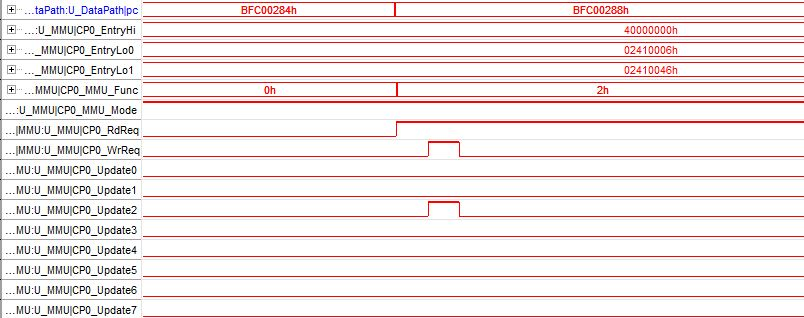 ...taPath:U_DataPath|pc BFC00284h BFC00288h
...:U_MMU|CP0_EntryHi 40000000h
..._MMU|CP0_EntryLo0 02410006h
..._MMU|CP0_EntryLo1 02410046h
...MMU|CP0_MMU_Func 0h 2h
...:U_MMU|CP0_MMU_Mode
...|MMU:U_MMU|CP0_RdReq
...|MMU:U_MMU|CP0_WrReq
...MU:U_MMU|CP0_Update0
...MU:U_MMU|CP0_Update1
...MU:U_MMU|CP0_Update2
...MU:U_MMU|CP0_Update3
...MU:U_MMU|CP0_Update4
...MU:U_MMU|CP0_Update5
...MU:U_MMU|CP0_Update6
...MU:U_MMU|CP0_Update7